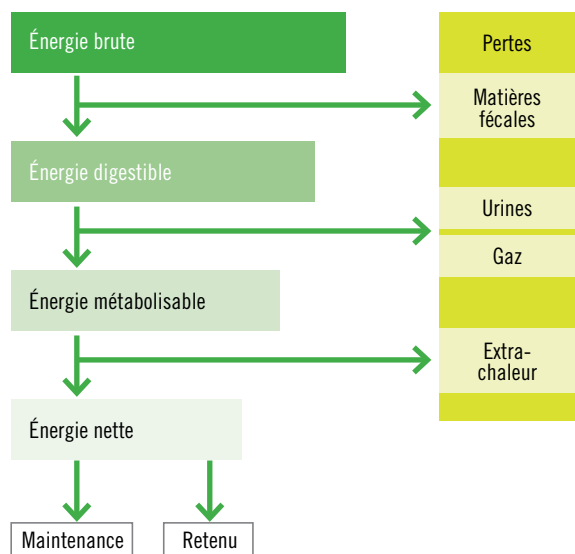 Énergie brute
Pertes
Matières
fécales
Énergie digestible
Urines
Gaz
Énergie métabolisable
Extra-
chaleur
Énergie nette
Maintenance
Retenu